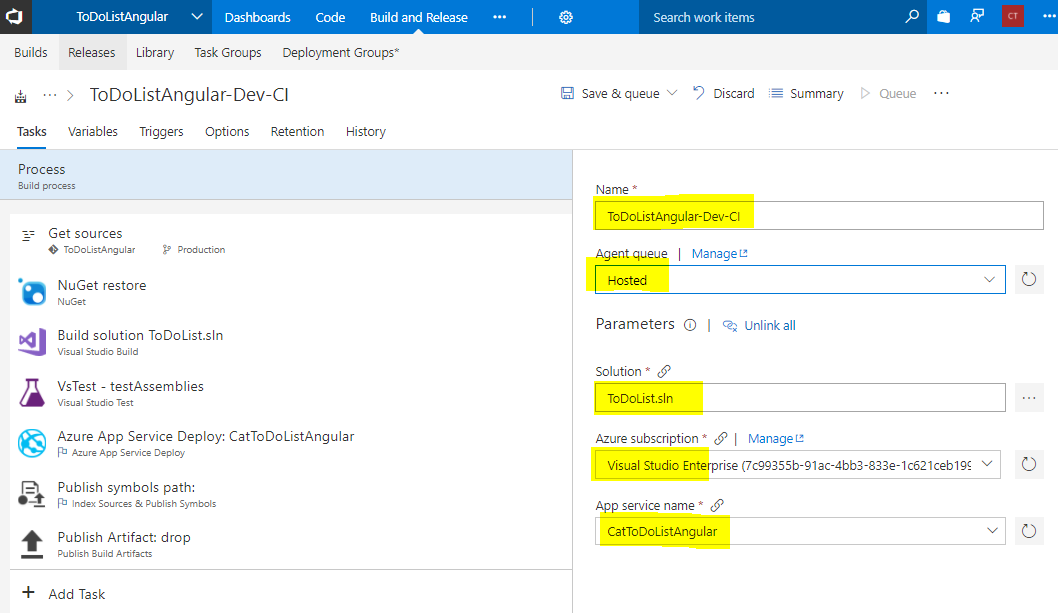 ToDoListAngular Dashboards Code Build and Release ··· Search work items CT ···
Builds Releases Library Task Groups Deployment Groups*
··· > ToDoListAngular-Dev-CI Save & queue Discard Summary Queue ···
Tasks Variables Triggers Options Retention History
Process
Build process
Get sources
ToDoListAngular Production
NuGet restore
NuGet
Build solution ToDoList.sln
Visual Studio Build
VsTest - testAssemblies
Visual Studio Test
Azure App Service Deploy: CatToDoListAngular
Azure App Service Deploy
Publish symbols path:
Index Sources & Publish Symbols
Publish Artifact: drop
Publish Build Artifacts
+ Add Task
Name *
ToDoListAngular-Dev-CI
Agent queue | Manage
Hosted
Parameters | Unlink all
Solution *
ToDoList.sln ···
Azure subscription * | Manage
Visual Studio Enterprise (7c99355b-91ac-4bb3-833e-1c621ceb199
App service name *
CatToDoListAngular